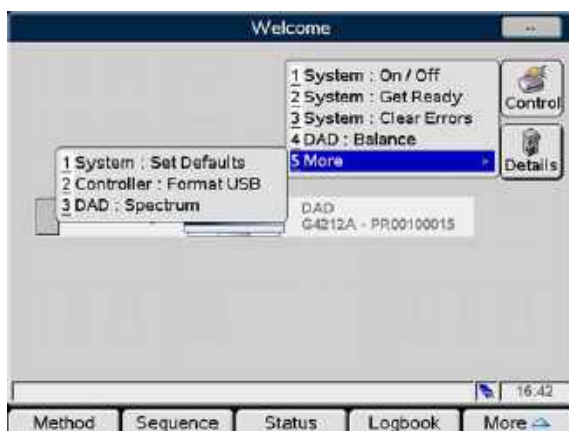 Welcome
--
1 System : On / Off
2 System : Get Ready
3 System : Clear Errors
4 DAD : Balance
5 More
Control
Details
1 System : Set Defaults
2 Controller : Format USB
3 DAD : Spectrum
DAD
G4212A - PR00100015
16:42
Method
Sequence
Status
Logbook
More